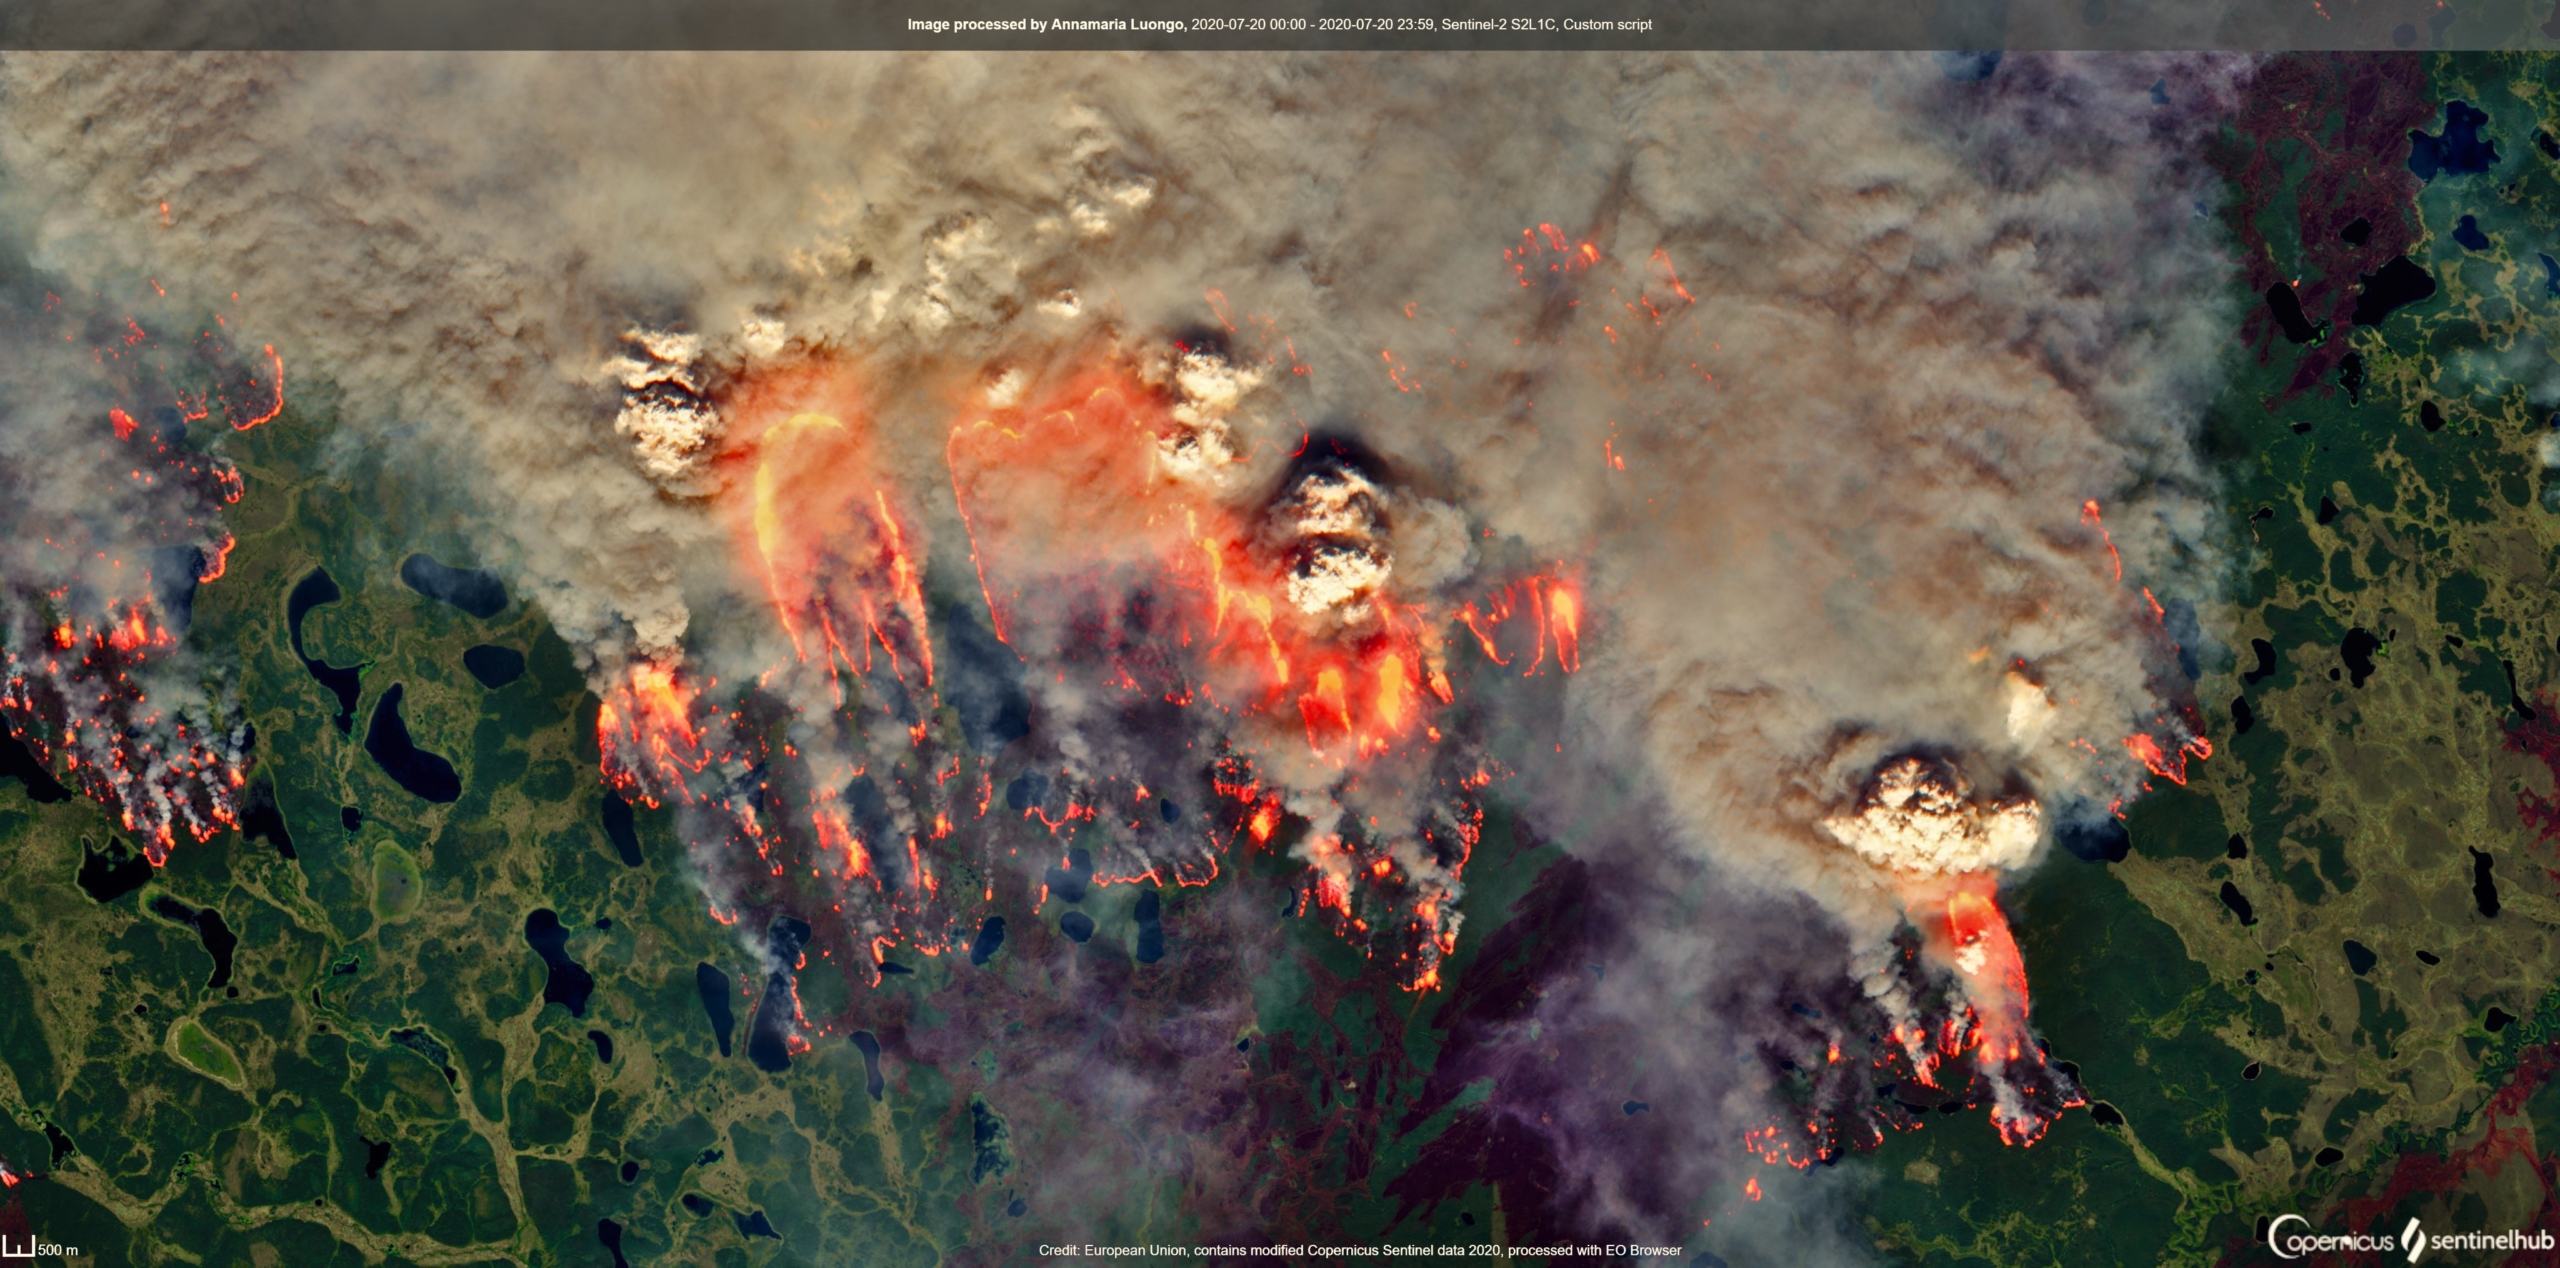 Image processed by Annamaria Luongo, 2020-07-20 00:00 - 2020-07-20 23:59, Sentinel-2 S2L1C, Custom script
500 m
Credit: European Union, contains modified Copernicus Sentinel data 2020, processed with EO Browser
Copernicus sentinelhub